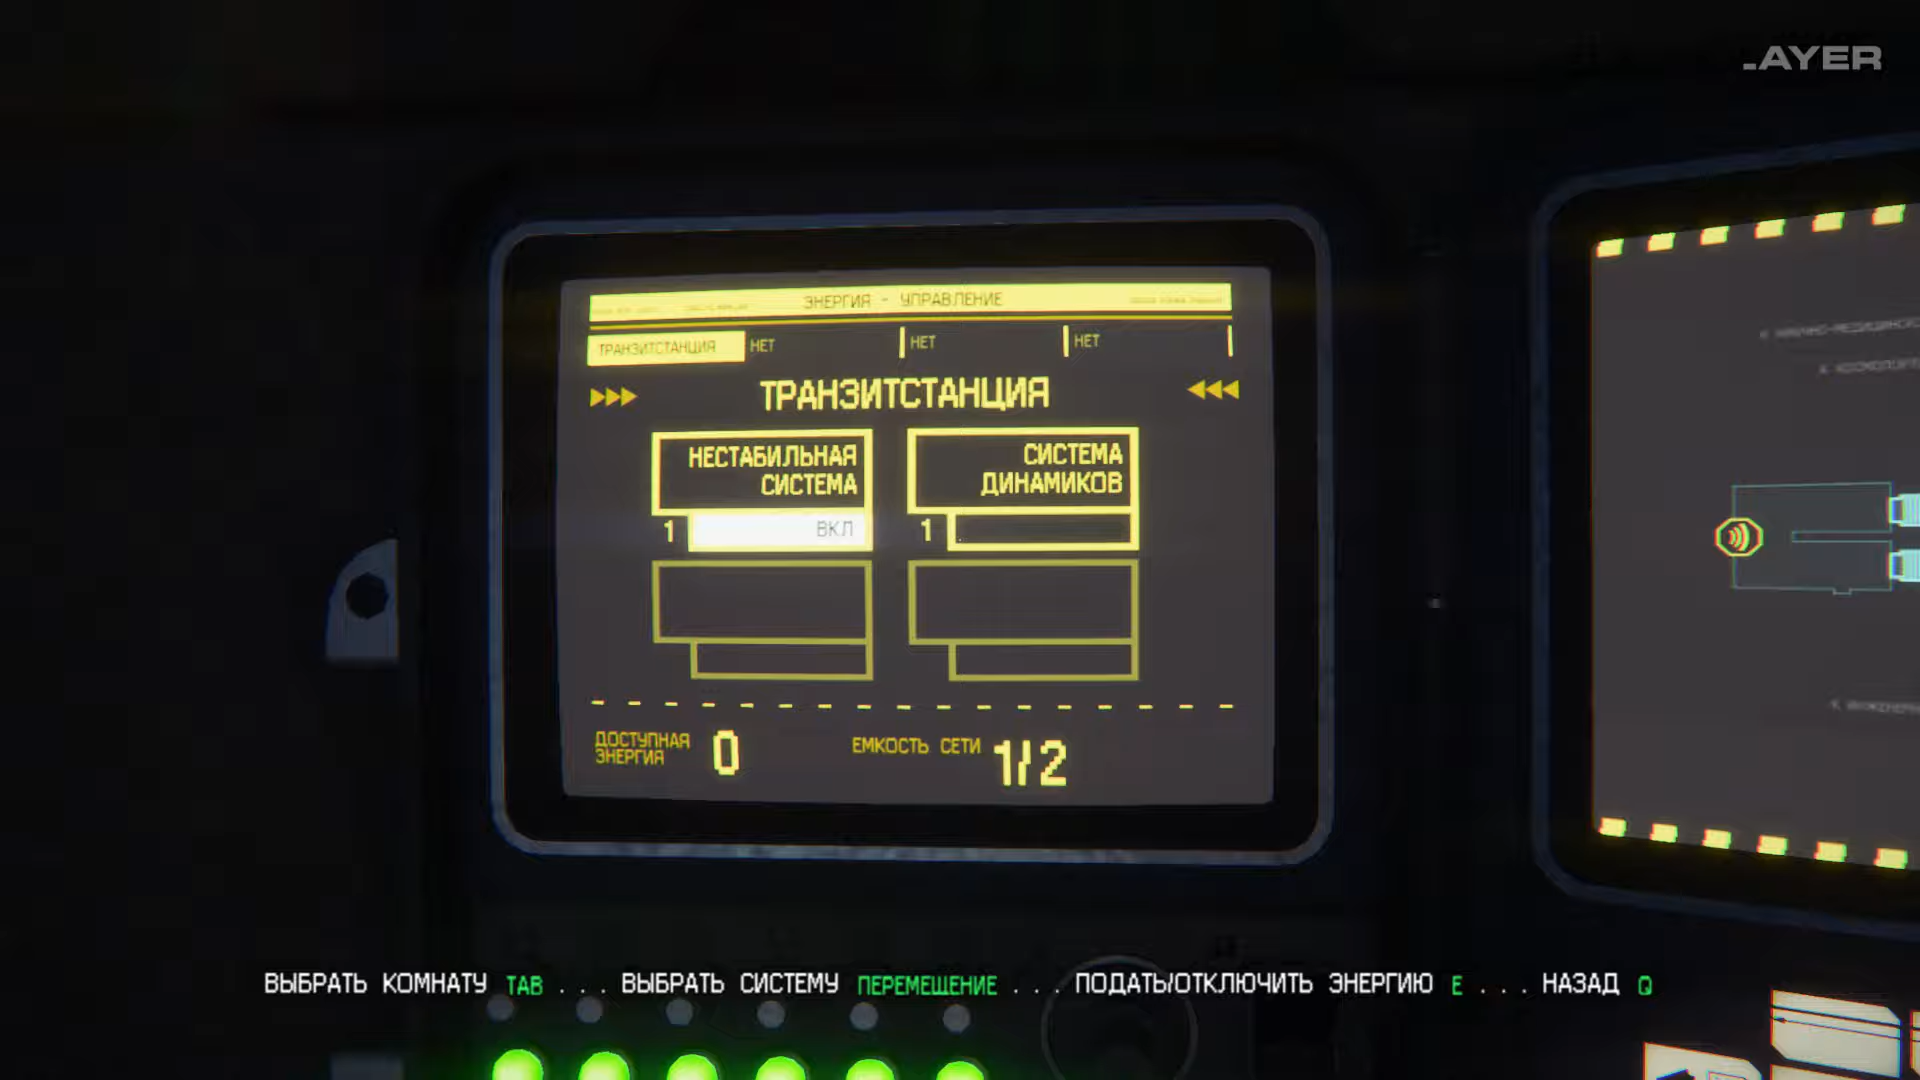 .AYER
ЭНЕРГИЯ - УПРАВЛЕНИЕ
ТРАНЗИТСТАНЦИЯ НЕТ НЕТ НЕТ
ТРАНЗИТСТАНЦИЯ
НЕСТАБИЛЬНАЯ
СИСТЕМА
1 ВКЛ
СИСТЕМА
ДИНАМИКОВ
1
ДОСТУПНАЯ
ЭНЕРГИЯ 0
ЕМКОСТЬ СЕТИ 1/2
ВЫБРАТЬ КОМНАТУ TAB ... ВЫБРАТЬ СИСТЕМУ ПЕРЕМЕЩЕНИЕ ... ПОДАТЬ/ОТКЛЮЧИТЬ ЭНЕРГИЮ E ... НАЗАД Q